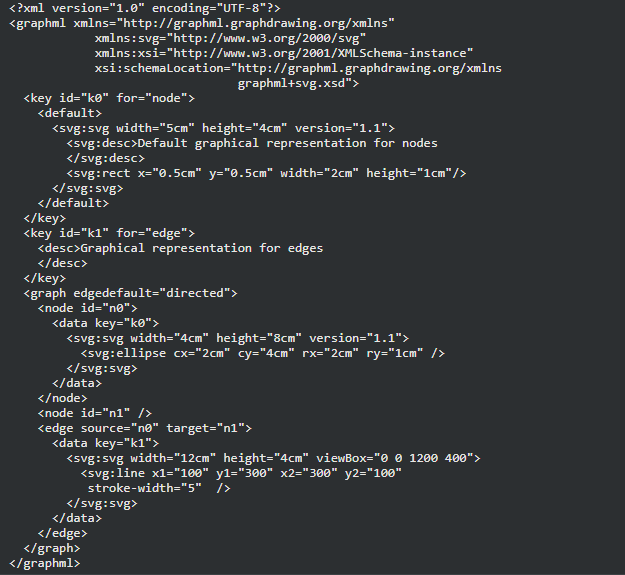 <?xml version="1.0" encoding="UTF-8"?>
<graphml xmlns="http://graphml.graphdrawing.org/xmlns"
            xmlns:svg="http://www.w3.org/2000/svg"
            xmlns:xsi="http://www.w3.org/2001/XMLSchema-instance"
            xsi:schemaLocation="http://graphml.graphdrawing.org/xmlns
                                graphml+svg.xsd">
  <key id="k0" for="node">
    <default>
      <svg:svg width="5cm" height="4cm" version="1.1">
        <svg:desc>Default graphical representation for nodes
        </svg:desc>
        <svg:rect x="0.5cm" y="0.5cm" width="2cm" height="1cm"/>
      </svg:svg>
    </default>
  </key>
  <key id="k1" for="edge">
    <desc>Graphical representation for edges
    </desc>
  </key>
  <graph edgedefault="directed">
    <node id="n0">
      <data key="k0">
        <svg:svg width="4cm" height="8cm" version="1.1">
          <svg:ellipse cx="2cm" cy="4cm" rx="2cm" ry="1cm" />
        </svg:svg>
      </data>
    </node>
    <node id="n1" />
    <edge source="n0" target="n1">
      <data key="k1">
        <svg:svg width="12cm" height="4cm" viewBox="0 0 1200 400">
          <svg:line x1="100" y1="300" x2="300" y2="100"
           stroke-width="5"  />
        </svg:svg>
      </data>
    </edge>
  </graph>
</graphml>